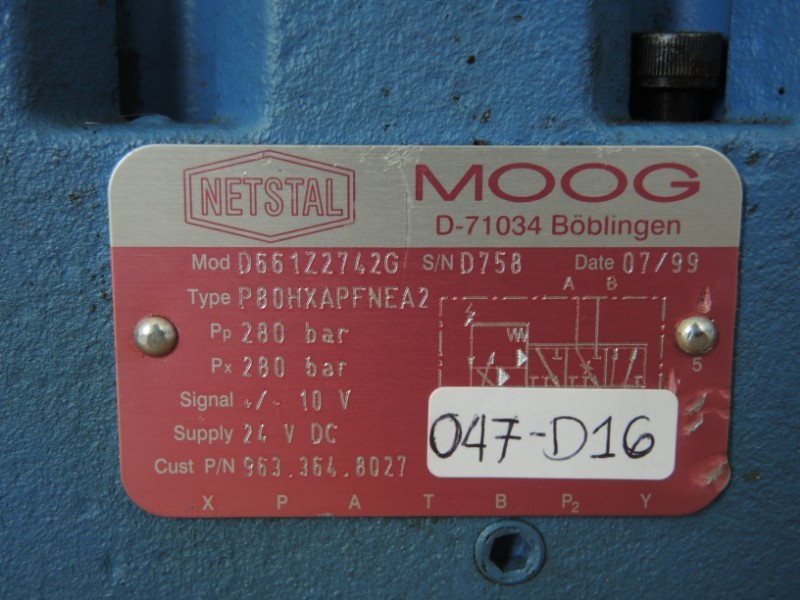 NETSTAL MOOG
D-71034 Böblingen
Mod D661Z2742G S/N D758 Date 07/99
Type P80HXAPFNEA2 A B
Pp 280 bar
Px 280 bar 5
Signal +/- 10 V
Supply 24 V DC
047-D16
Cust P/N 963.364.8027
X P A T B P2 Y